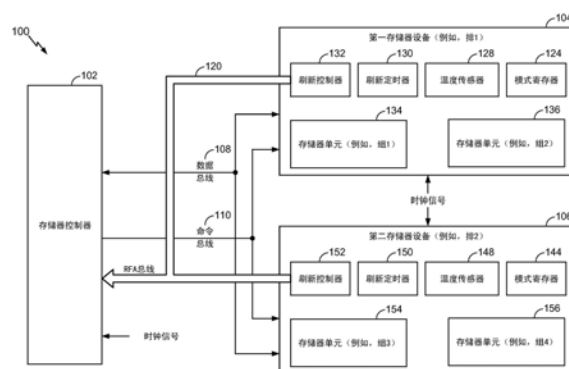 100
102
存储器控制器
120
108
数据
总线
110
命令
总线
RFA总线
时钟信号
104
第一存储器设备（例如，排1）
132
刷新控制器
130
刷新定时器
128
温度传感器
124
模式寄存器
134
存储器单元（例如，组1）
136
存储器单元（例如，组2）
时钟信号
106
第二存储器设备（例如，排2）
152
刷新控制器
150
刷新定时器
148
温度传感器
144
模式寄存器
154
存储器单元（例如，组3）
156
存储器单元（例如，组4）